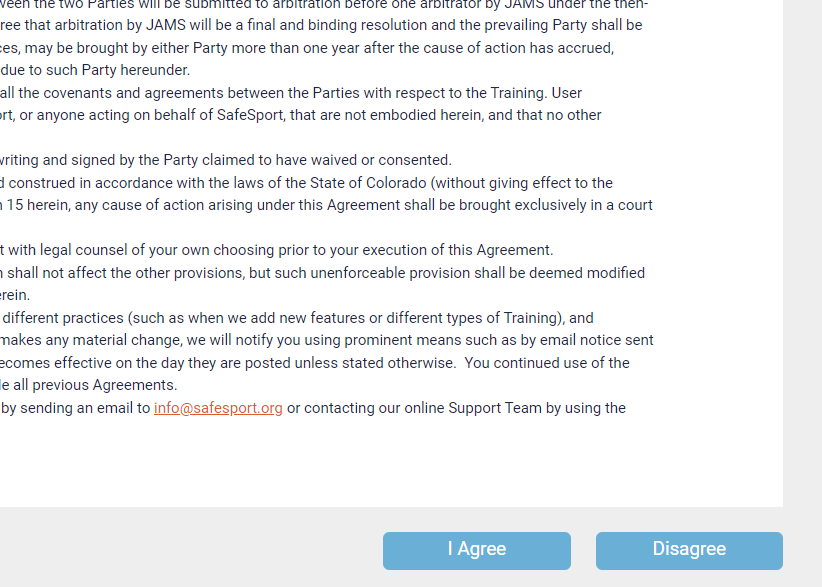 ween the two Parties will be submitted to arbitration before one arbitrator by JAMS under the then-
ree that arbitration by JAMS will be a final and binding resolution and the prevailing Party shall be
ces, may be brought by either Party more than one year after the cause of action has accrued,
due to such Party hereunder.
all the covenants and agreements between the Parties with respect to the Training. User
ort, or anyone acting on behalf of SafeSport, that are not embodied herein, and that no other
writing and signed by the Party claimed to have waived or consented.
d construed in accordance with the laws of the State of Colorado (without giving effect to the
n 15 herein, any cause of action arising under this Agreement shall be brought exclusively in a court
t with legal counsel of your own choosing prior to your execution of this Agreement.
n shall not affect the other provisions, but such unenforceable provision shall be deemed modified
erein.
different practices (such as when we add new features or different types of Training), and
makes any material change, we will notify you using prominent means such as by email notice sent
ecomes effective on the day they are posted unless stated otherwise.  You continued use of the
le all previous Agreements.
by sending an email to info@safesport.org or contacting our online Support Team by using the
I Agree
Disagree